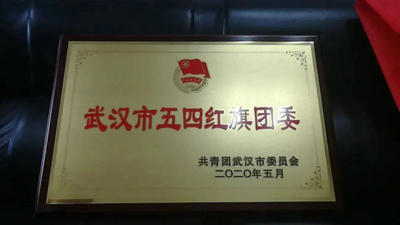 武汉市五四红旗团委
共青团武汉市委员会
二〇二〇年五月